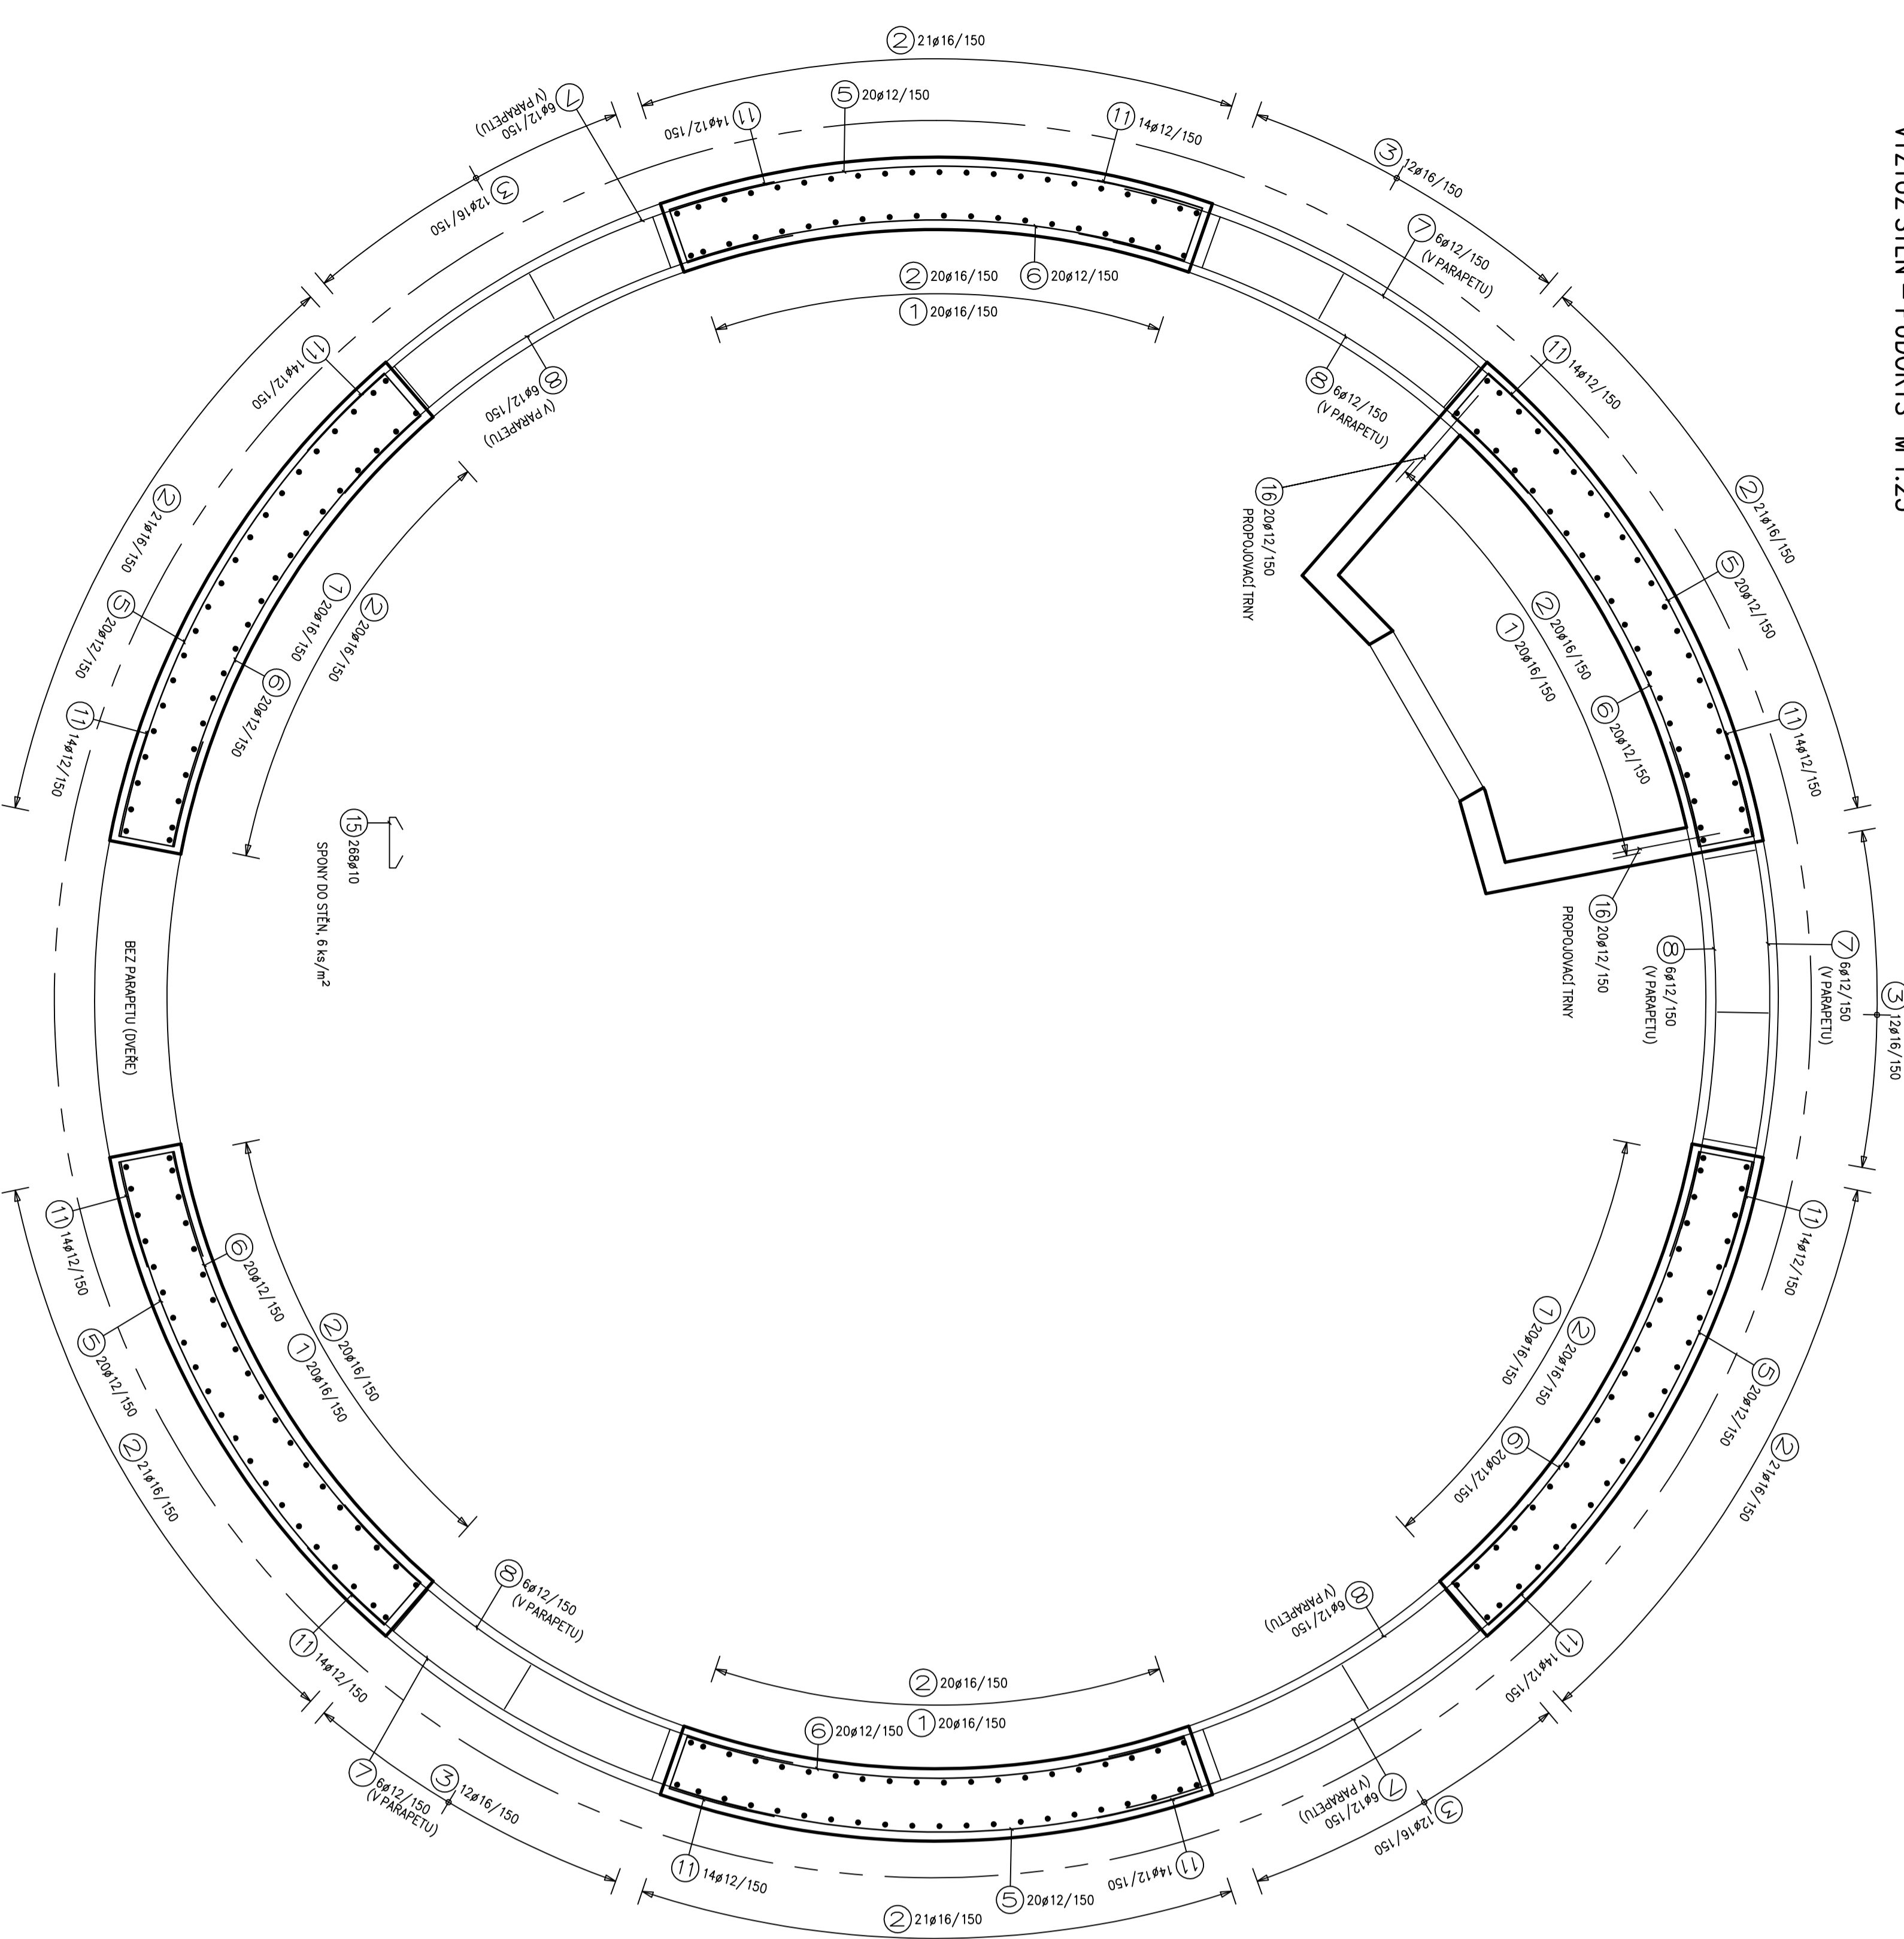 ② 21ø16/150
⑤ 20ø12/150
⑪ 14ø12/150
⑪ 14ø12/150
⑦ 6ø12/150
(V PARAPETU)
③ 12ø16/150
③ 12ø16/150
⑦ 6ø12/150
(V PARAPETU)
② 20ø16/150
① 20ø16/150
⑥ 20ø12/150
⑧ 6ø12/150
(V PARAPETU)
⑧ 6ø12/150
(V PARAPETU)
⑪ 14ø12/150
⑪ 14ø12/150
② 21ø16/150
② 21ø16/150
⑯ 20ø12/150
PROPOJOVACÍ TRNY
⑤ 20ø12/150
⑤ 20ø12/150
② 20ø16/150
① 20ø16/150
② 20ø16/150
① 20ø16/150
⑥ 20ø12/150
⑥ 20ø12/150
⑪ 14ø12/150
⑪ 14ø12/150
⑮ 268ø10
SPONY DO STĚN, 6 ks/m²
⑯ 20ø12/150
PROPOJOVACÍ TRNY
⑧ 6ø12/150
(V PARAPETU)
⑦ 6ø12/150
(V PARAPETU)
③ 12ø16/150
BEZ PARAPETU (DVEŘE)
⑪ 14ø12/150
⑪ 14ø12/150
⑥ 20ø12/150
⑤ 20ø12/150
② 20ø16/150
① 20ø16/150
② 20ø16/150
① 20ø16/150
⑤ 20ø12/150
② 21ø16/150
② 21ø16/150
⑥ 20ø12/150
⑧ 6ø12/150
(V PARAPETU)
⑧ 6ø12/150
(V PARAPETU)
⑪ 14ø12/150
⑪ 14ø12/150
② 20ø16/150
① 20ø16/150
⑥ 20ø12/150
⑦ 6ø12/150
(V PARAPETU)
③ 12ø16/150
⑦ 6ø12/150
(V PARAPETU)
③ 12ø16/150
⑪ 14ø12/150
⑪ 14ø12/150
⑤ 20ø12/150
② 21ø16/150